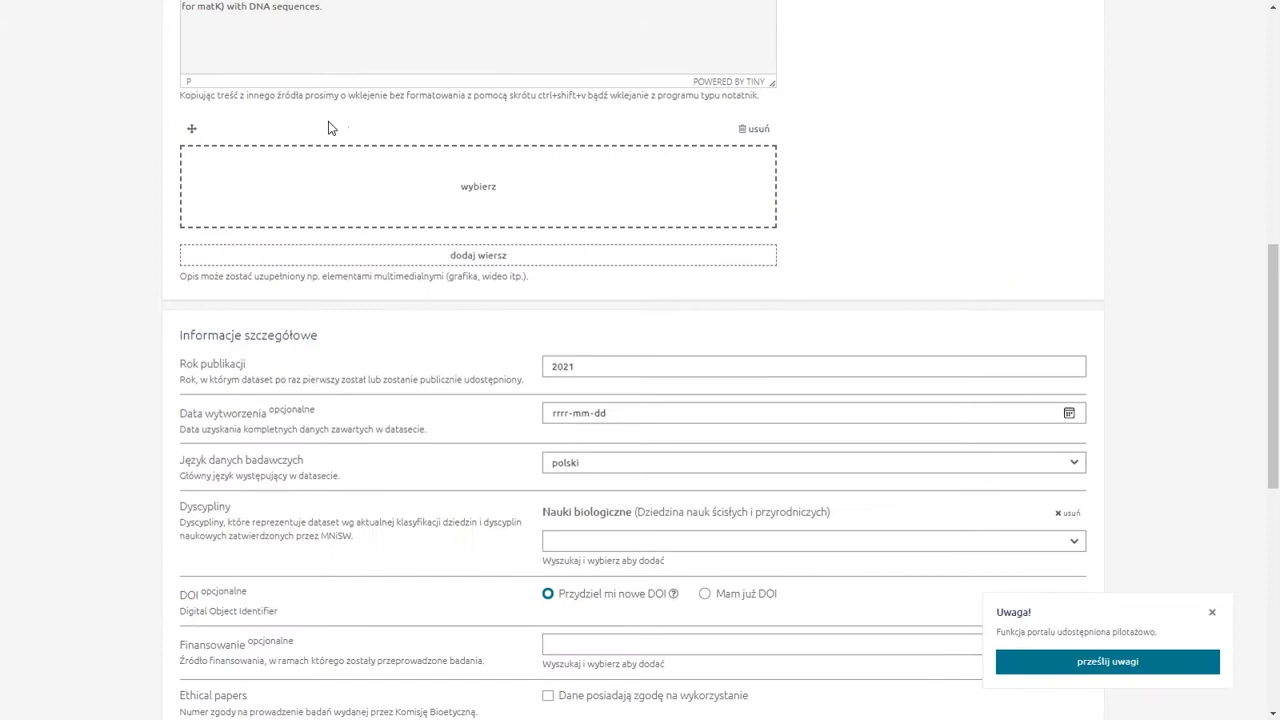 for matK) with DNA sequences.
P POWERED BY TINY
Kopiując treść z innego źródła prosimy o wklejenie bez formatowania z pomocą skrótu ctrl+shift+v bądź wklejanie z programu typu notatnik.
usuń
wybierz
dodaj wiersz
Opis może zostać uzupełniony np. elementami multimedialnymi (grafika, wideo itp.).
Informacje szczegółowe
Rok publikacji
Rok, w którym dataset po raz pierwszy został lub zostanie publicznie udostępniony.
2021
Data wytworzenia opcjonalne
Data uzyskania kompletnych danych zawartych w datasecie.
rrrr-mm-dd
Język danych badawczych
Główny język występujący w datasecie.
polski
Dyscypliny
Dyscypliny, które reprezentuje dataset wg aktualnej klasyfikacji dziedzin i dyscyplin
naukowych zatwierdzonych przez MNiSW.
Nauki biologiczne (Dziedzina nauk ścisłych i przyrodniczych)
usuń
Wyszukaj i wybierz aby dodać
DOI opcjonalne
Digital Object Identifier
Przydziel mi nowe DOI Mam już DOI
Finansowanie opcjonalne
Źródło finansowania, w ramach którego zostały przeprowadzone badania.
Wyszukaj i wybierz aby dodać
Ethical papers
Numer zgody na prowadzenie badań wydanej przez Komisję Bioetyczną.
Dane posiadają zgodę na wykorzystanie
Uwaga!
Funkcja portalu udostępniona pilotażowo.
prześlij uwagi